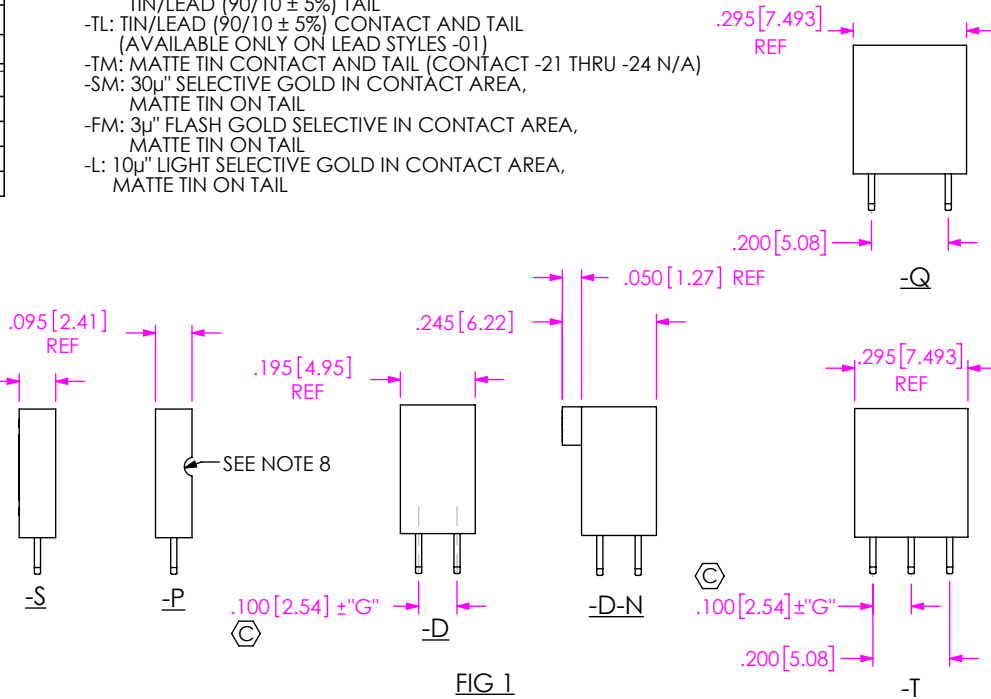 TIN/LEAD (90/10 ± 5%) TAIL
-TL: TIN/LEAD (90/10 ± 5%) CONTACT AND TAIL
(AVAILABLE ONLY ON LEAD STYLES -01)
-TM: MATTE TIN CONTACT AND TAIL (CONTACT -21 THRU -24 N/A)
-SM: 30µ" SELECTIVE GOLD IN CONTACT AREA,
MATTE TIN ON TAIL
-FM: 3µ" FLASH GOLD SELECTIVE IN CONTACT AREA,
MATTE TIN ON TAIL
-L: 10µ" LIGHT SELECTIVE GOLD IN CONTACT AREA,
MATTE TIN ON TAIL
.295[7.493]
REF
.200[5.08]
-Q
.095[2.41]
REF
-S
SEE NOTE 8
-P
.195[4.95]
REF
.100[2.54] ±"G"
C
-D
.050[1.27] REF
.245[6.22]
-D-N
C
.295[7.493]
REF
.100[2.54]±"G"
.200[5.08]
-T
FIG 1